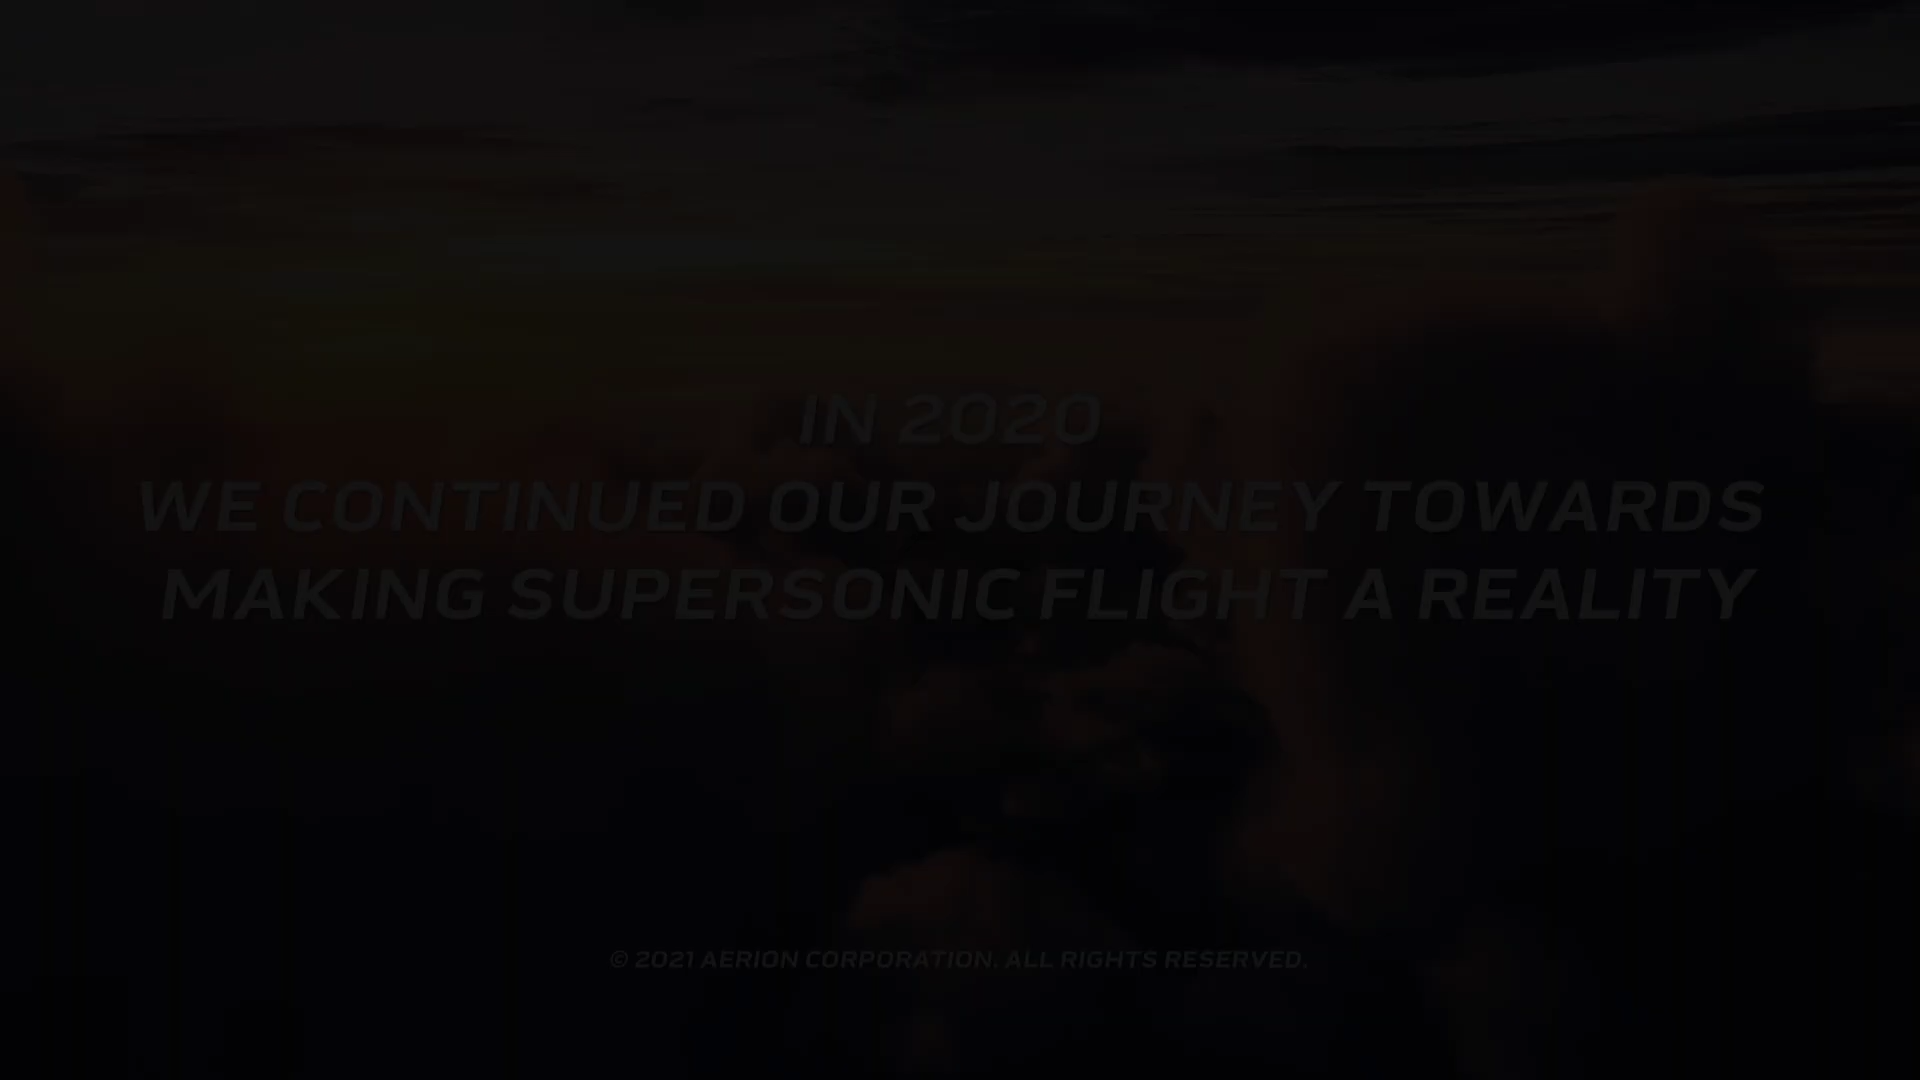 IN 2020
WE CONTINUED OUR JOURNEY TOWARDS
MAKING SUPERSONIC FLIGHT A REALITY
© 2021 AERION CORPORATION. ALL RIGHTS RESERVED.